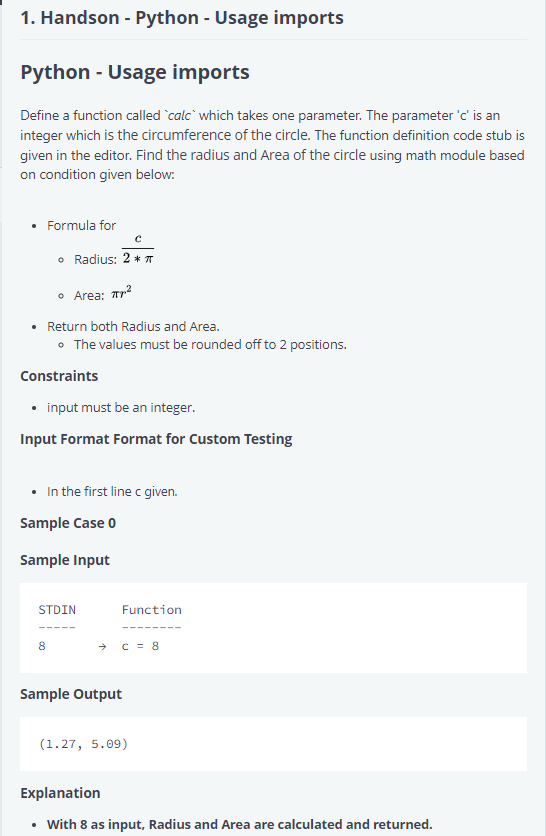 1. Handson - Python - Usage imports
Python - Usage imports
Define a function called `calc` which takes one parameter. The parameter 'c' is an
integer which is the circumference of the circle. The function definition code stub is
given in the editor. Find the radius and Area of the circle using math module based
on condition given below:
• Formula for
c
◦ Radius: 2 * π
◦ Area: πr²
• Return both Radius and Area.
◦ The values must be rounded off to 2 positions.
Constraints
• input must be an integer.
Input Format Format for Custom Testing
• In the first line c given.
Sample Case 0
Sample Input
STDIN Function
----- --------
8 → c = 8
Sample Output
(1.27, 5.09)
Explanation
• With 8 as input, Radius and Area are calculated and returned.